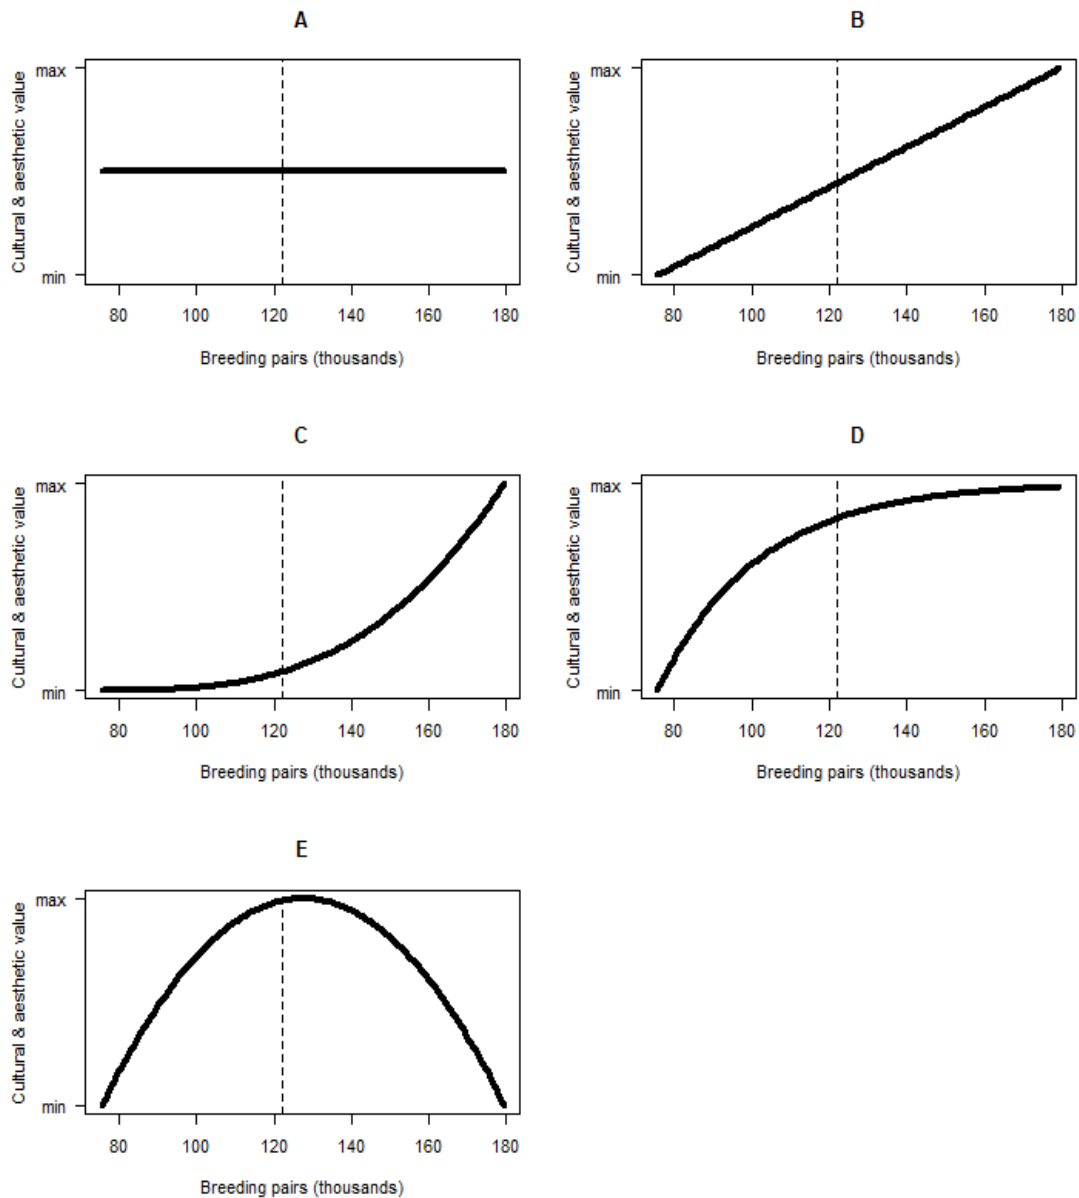 A
Cultural & aesthetic value
max
min
80 100 120 140 160 180
Breeding pairs (thousands)
B
Cultural & aesthetic value
max
min
80 100 120 140 160 180
Breeding pairs (thousands)
C
Cultural & aesthetic value
max
min
80 100 120 140 160 180
Breeding pairs (thousands)
D
Cultural & aesthetic value
max
min
80 100 120 140 160 180
Breeding pairs (thousands)
E
Cultural & aesthetic value
max
min
80 100 120 140 160 180
Breeding pairs (thousands)